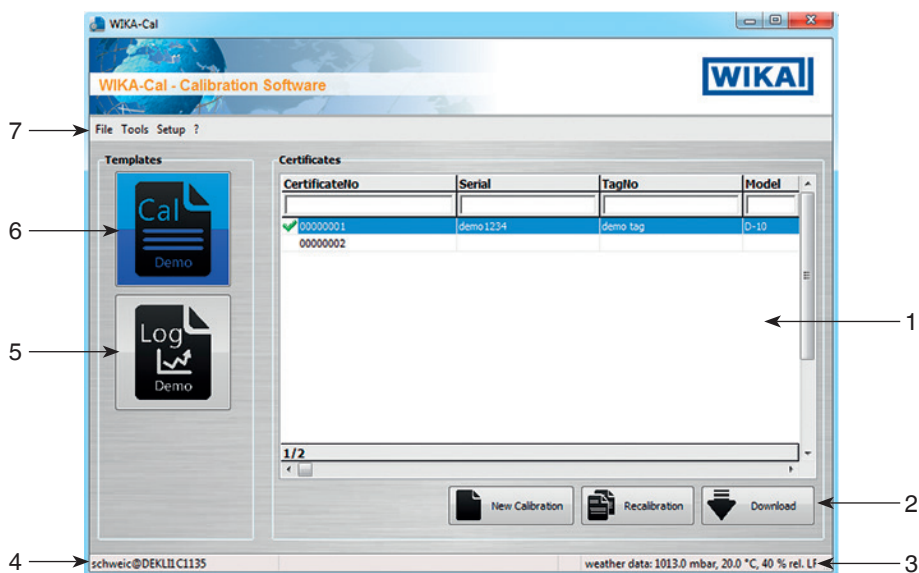 WIKA-Cal
WIKA-Cal - Calibration Software
WIKA
7
File Tools Setup ?
Templates
Certificates
CertificateNo Serial TagNo Model
Cal
Demo
6
00000001 demo1234 demo tag D-10
00000002
1
5
Log
Demo
1/2
New Calibration Recalibration Download
2
4
schweic@DEKLI1C1135
weather data: 1013.0 mbar, 20.0 °C, 40 % rel. LF
3